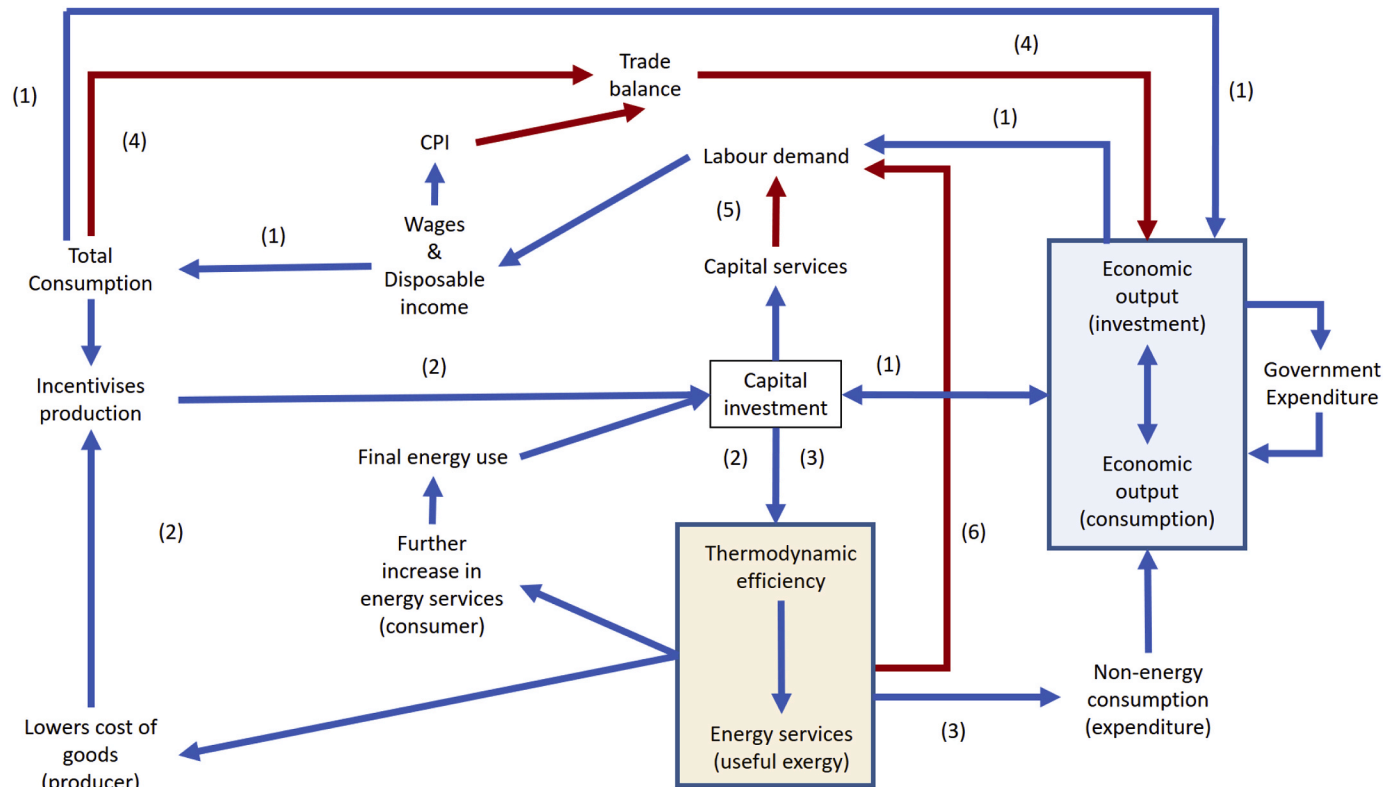 (1)
(4)
Trade
balance
(4)
(1)
(1)
CPI
Labour demand
(5)
(1)
Wages
&
Disposable
income
Total
Consumption
Capital services
Economic
output
(investment)
Incentivises
production
(2)
Capital
investment
(1)
Government
Expenditure
Final energy use
(2)
(3)
Economic
output
(consumption)
(2)
Further
increase in
energy services
(consumer)
Thermodynamic
efficiency
(6)
Lowers cost of
goods
(producer)
Energy services
(useful exergy)
(3)
Non-energy
consumption
(expenditure)